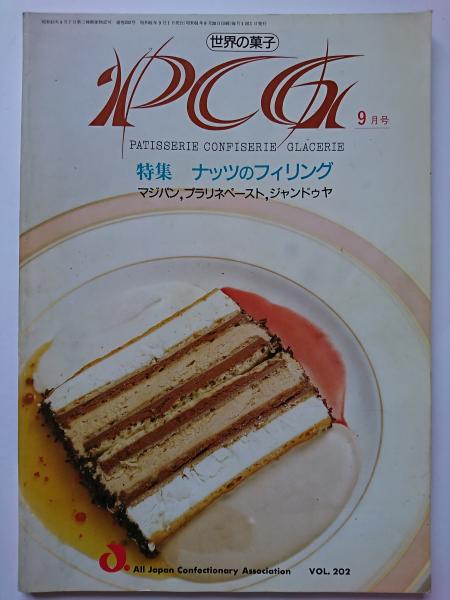 世界の菓子
PCG
9月号
PATISSERIE CONFISERIE GLACERIE
特集 ナッツのフィリング
マジパン,プラリネペースト,ジャンドゥヤ
All Japan Confectionary Association VOL. 202